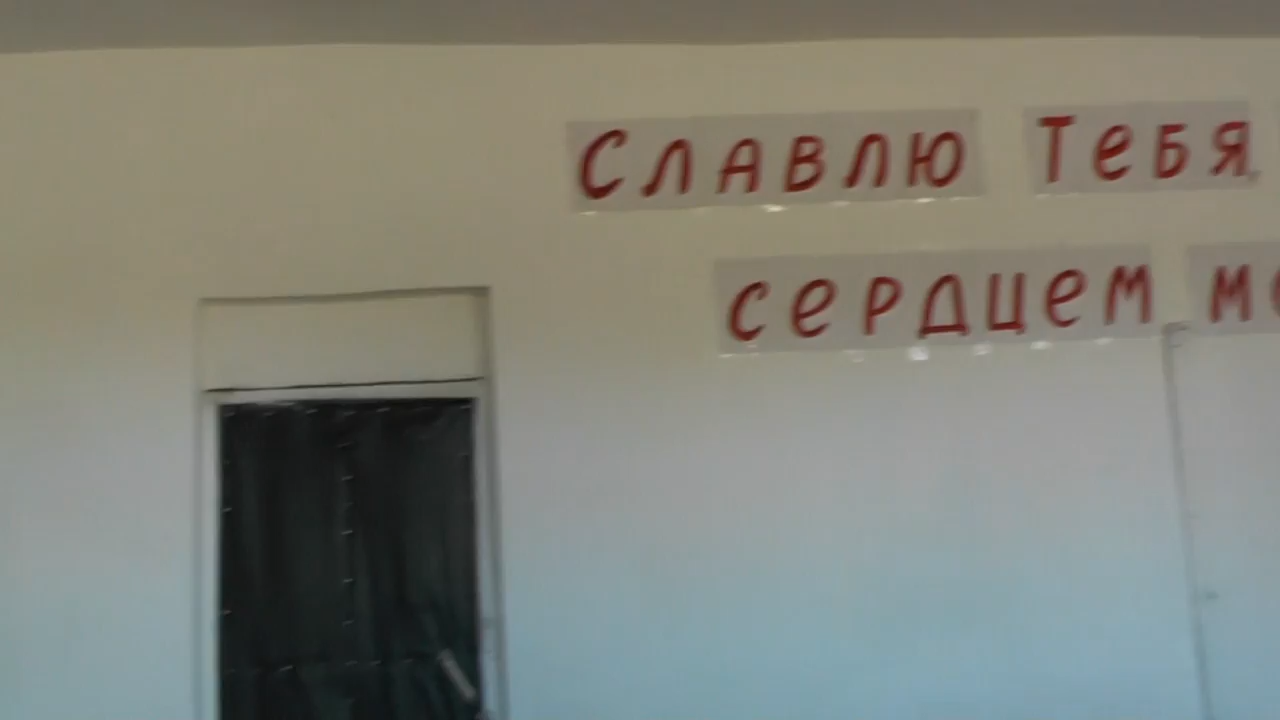 Славлю тебя,
сердцем